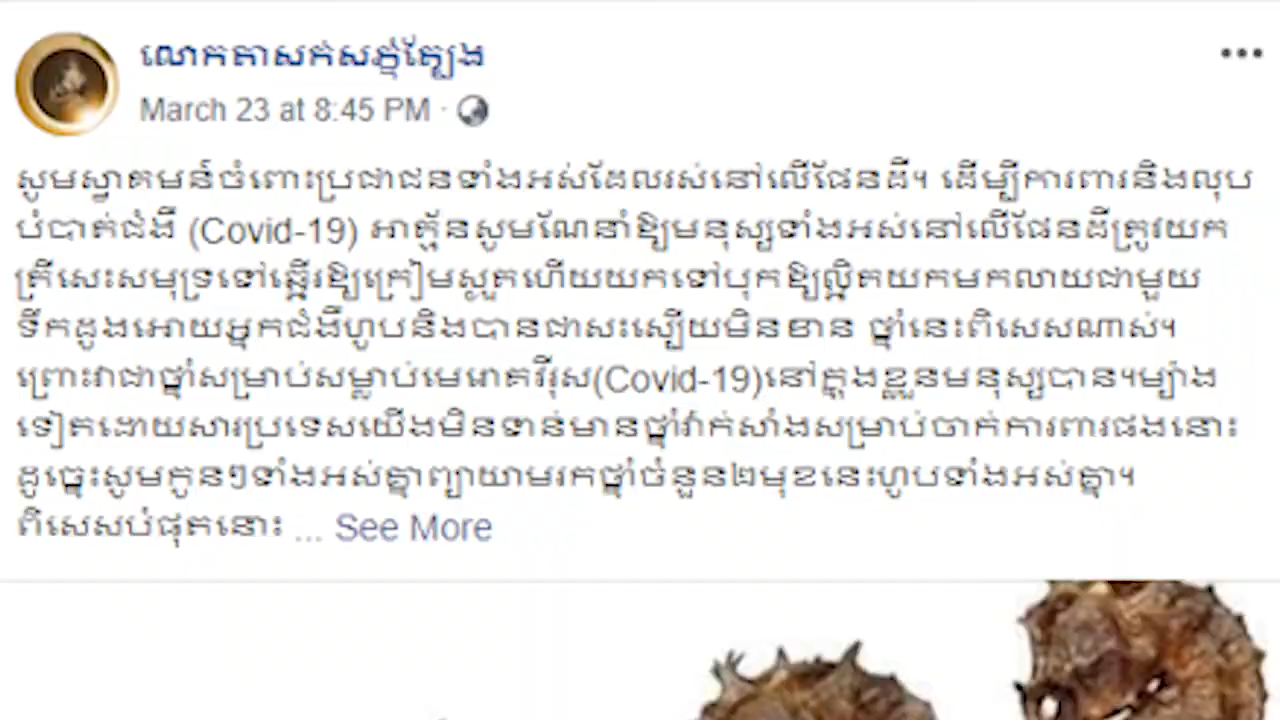 លោកតាសក់សភ្ញុំត្បែង
March 23 at 8:45 PM ·
សូមស្វាគមន៍ចំពោះប្រជាជនទាំងអស់ដែលរស់នៅលើផែនដី។ ដើម្បីការពារនិងលុប
បំបាត់ជំងឺ (Covid-19) អាត្ម័នសូមណែនាំឱ្យមនុស្សទាំងអស់នៅលើផែនដីត្រូវយក
ត្រីសេះសមុទ្រទៅឆ្អើរឱ្យក្រៀមស្ងួតហើយយកទៅបុកឱ្យល្អិតយកមកលាយជាមួយ
ទឹកដូងអោយអ្នកជំងឺហូបនិងបានជាសះស្បើយមិនខាន ថ្នាំនេះពិសេសណាស់។
ព្រោះវាជាថ្នាំសម្រាប់សម្លាប់មេរោគវីរុស(Covid-19)នៅក្នុងខ្លួនមនុស្សបាន។ម្យ៉ាង
ទៀតដោយសារប្រទេសយើងមិនទាន់មានថ្នាំវ៉ាក់សាំងសម្រាប់ចាក់ការពារផងនោះ
ដូច្នេះសូមកូនៗទាំងអស់គ្នាព្យាយាមរកថ្នាំចំនួន២មុខនេះហូបទាំងអស់គ្នា។
ពិសេសបំផុតនោះ ... See More